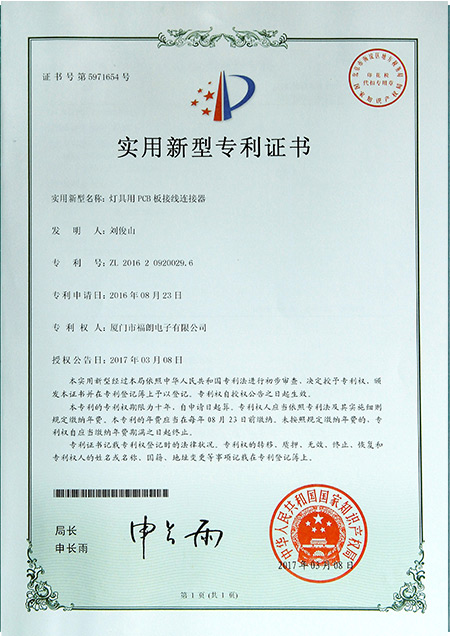 证书号第5971654号
实用新型专利证书
实用新型名称：灯具用PCB板接线连接器
发明人：刘俊山
专利号：ZL 2016 2 0920029.6
专利申请日：2016年08月23日
专利权人：厦门市福朗电子有限公司
授权公告日：2017年03月08日
本实用新型经过本局依照中华人民共和国专利法进行初步审查，决定授予专利权，颁
发本证书并在专利登记簿上予以登记。专利权自授权公告之日起生效。
本专利的专利权期限为十年，自申请日起算。专利权人应当依照专利法及其实施细则
规定缴纳年费。本专利的年费应当在每年08月23日前缴纳。未按照规定缴纳年费的，专利
权自应当缴纳年费期满之日起终止。
专利证书记载专利权登记时的法律状况。专利权的转移、质押、无效、终止、恢复和
专利权人的姓名或名称、国籍、地址变更等事项记载在专利登记簿上。
局长
申长雨
申长雨
中华人民共和国国家知识产权局
2017年03月08日
第1页(共1页)